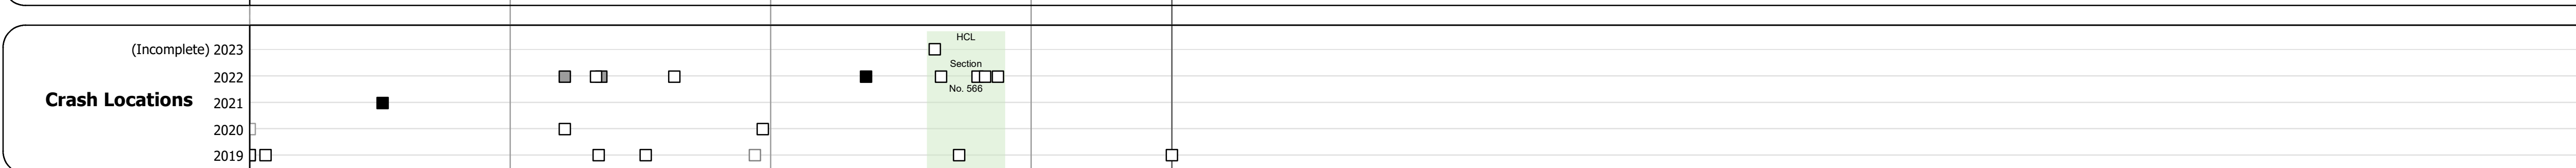 HCL
(Incomplete) 2023
Section
2022
No. 566
Crash Locations
2021
2020
2019